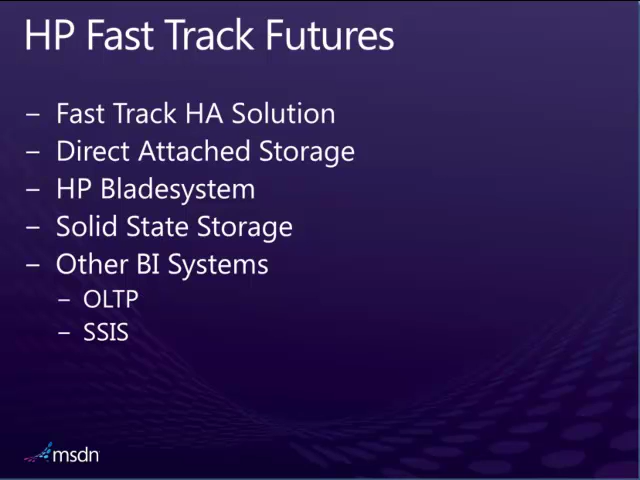 HP Fast Track Futures
– Fast Track HA Solution
– Direct Attached Storage
– HP Bladesystem
– Solid State Storage
– Other BI Systems
– OLTP
– SSIS
msdn